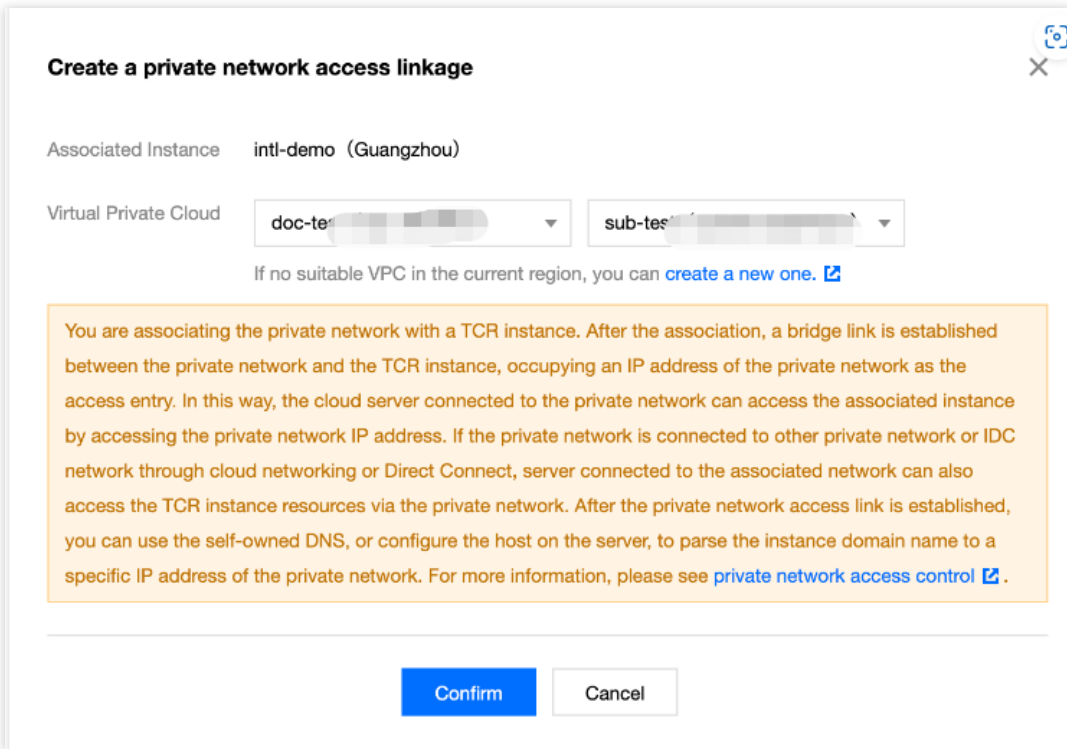 Create a private network access linkage
Associated Instance intl-demo（Guangzhou）
Virtual Private Cloud doc-te sub-tes
If no suitable VPC in the current region, you can create a new one.
You are associating the private network with a TCR instance. After the association, a bridge link is established
between the private network and the TCR instance, occupying an IP address of the private network as the
access entry. In this way, the cloud server connected to the private network can access the associated instance
by accessing the private network IP address. If the private network is connected to other private network or IDC
network through cloud networking or Direct Connect, server connected to the associated network can also
access the TCR instance resources via the private network. After the private network access link is established,
you can use the self-owned DNS, or configure the host on the server, to parse the instance domain name to a
specific IP address of the private network. For more information, please see private network access control .
Confirm Cancel